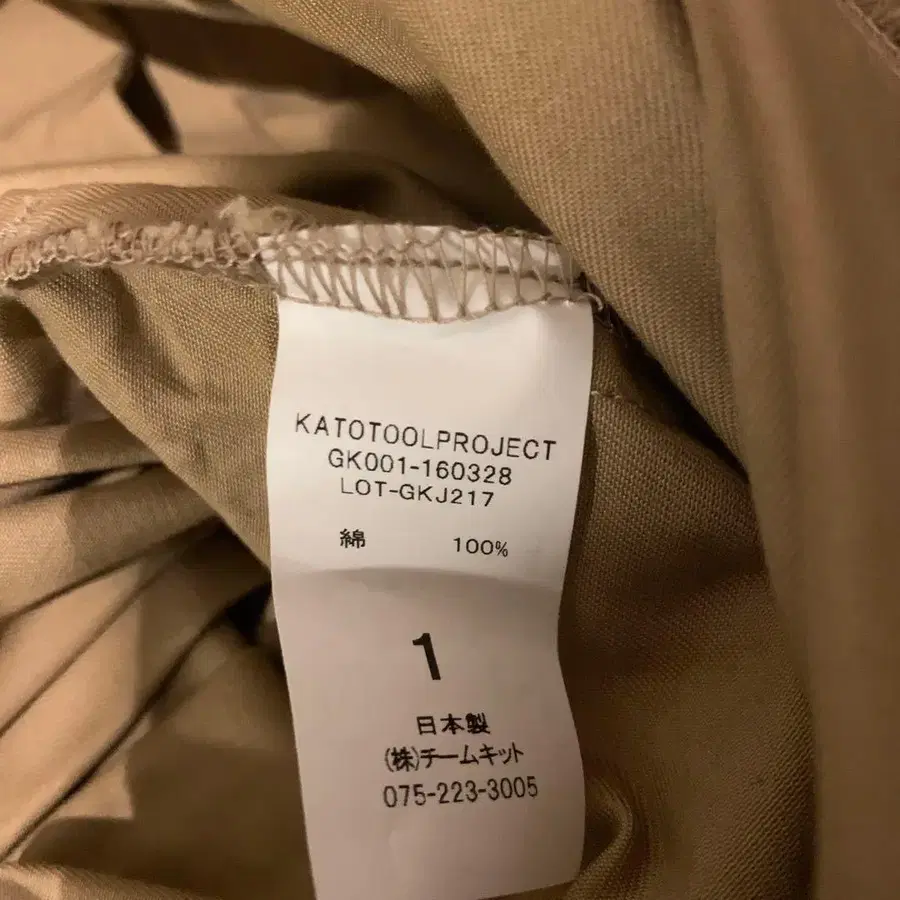 KATOTOOLPROJECT
GK001-160328
LOT-GKJ217
綿 100%
1
日本製
(株)チームキット
075-223-3005